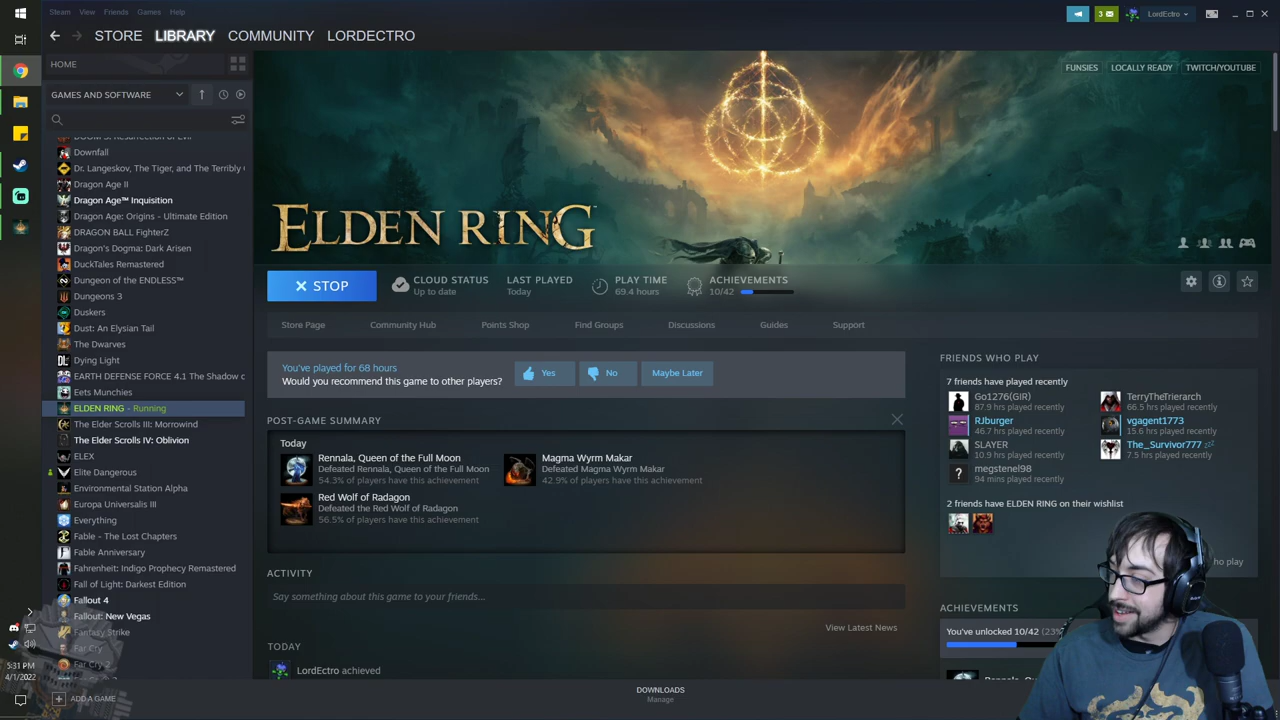 Steam View Friends Games Help
3
LordEctro
STORE LIBRARY COMMUNITY LORDECTRO
HOME
GAMES AND SOFTWARE
Downfall
Dr. Langeskov, The Tiger, and The Terribly (
Dragon Age II
Dragon Age™ Inquisition
Dragon Age: Origins - Ultimate Edition
DRAGON BALL FighterZ
Dragon's Dogma: Dark Arisen
DuckTales Remastered
Dungeon of the ENDLESS™
Dungeons 3
Duskers
Dust: An Elysian Tail
The Dwarves
Dying Light
EARTH DEFENSE FORCE 4.1 The Shadow o
Eets Munchies
ELDEN RING - Running
The Elder Scrolls III: Morrowind
The Elder Scrolls IV: Oblivion
ELEX
Elite Dangerous
Environmental Station Alpha
Europa Universalis III
Everything
Fable - The Lost Chapters
Fable Anniversary
Fahrenheit: Indigo Prophecy Remastered
Fall of Light: Darkest Edition
Fallout 4
Fallout: New Vegas
Fantasy Strike
Far Cry
Far Cry 2
ADD A GAME
5:31 PM
4/1/2022
FUNSIES LOCALLY READY TWITCH/YOUTUBE
ELDEN RING
STOP
CLOUD STATUS
Up to date
LAST PLAYED
Today
PLAY TIME
69.4 hours
ACHIEVEMENTS
10/42
Store Page Community Hub Points Shop Find Groups Discussions Guides Support
You've played for 68 hours
Would you recommend this game to other players?
Yes No Maybe Later
POST-GAME SUMMARY
Today
Rennala, Queen of the Full Moon
Defeated Rennala, Queen of the Full Moon
54.3% of players have this achievement
Magma Wyrm Makar
Defeated Magma Wyrm Makar
42.9% of players have this achievement
Red Wolf of Radagon
Defeated the Red Wolf of Radagon
56.5% of players have this achievement
ACTIVITY
Say something about this game to your friends...
View Latest News
TODAY
LordEctro achieved
FRIENDS WHO PLAY
7 friends have played recently
Go1276(GIR)
87.9 hrs played recently
TerryTheTrierarch
66.5 hrs played recently
RJburger
46.7 hrs played recently
vgagent1773
15.6 hrs played recently
SLAYER
10.9 hrs played recently
The_Survivor777 zzz
7.5 hrs played recently
megstenel98
94 mins played recently
2 friends have ELDEN RING on their wishlist
ho play
ACHIEVEMENTS
You've unlocked 10/42 (23%
DOWNLOADS
Manage